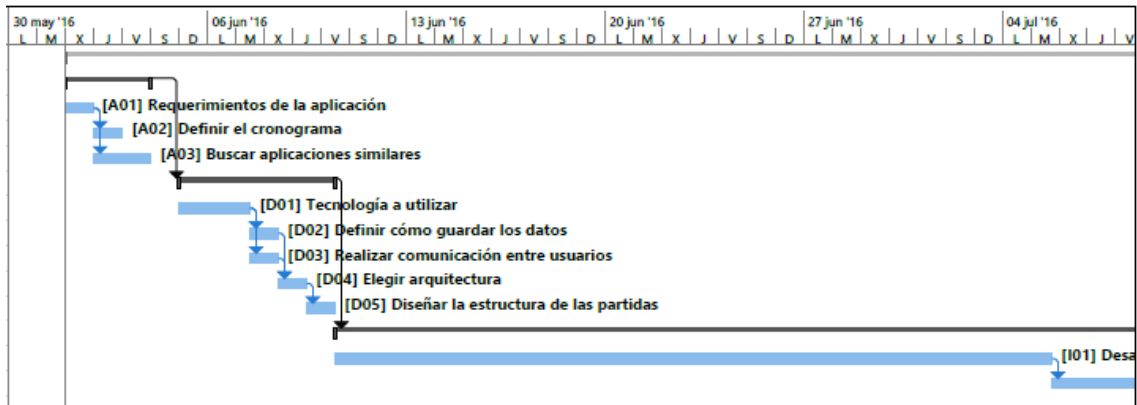 30 may '16 06 jun '16 13 jun '16 20 jun '16 27 jun '16 04 jul '16
L M X J V S D L M X J V S D L M X J V S D L M X J V S D L M X J V S D L M X J V
[A01] Requerimientos de la aplicación
[A02] Definir el cronograma
[A03] Buscar aplicaciones similares
[D01] Tecnología a utilizar
[D02] Definir cómo guardar los datos
[D03] Realizar comunicación entre usuarios
[D04] Elegir arquitectura
[D05] Diseñar la estructura de las partidas
[I01] Desa